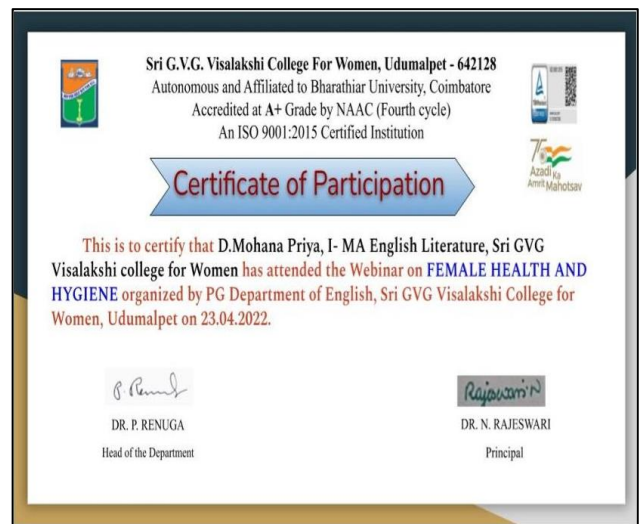 Sri G.V.G. Visalakshi College For Women, Udumalpet - 642128
Autonomous and Affiliated to Bharathiar University, Coimbatore
Accredited at A+ Grade by NAAC (Fourth cycle)
An ISO 9001:2015 Certified Institution
75
Azadi Ka
Amrit Mahotsav
Certificate of Participation
This is to certify that D.Mohana Priya, I- MA English Literature, Sri GVG
Visalakshi college for Women has attended the Webinar on FEMALE HEALTH AND
HYGIENE organized by PG Department of English, Sri GVG Visalakshi College for
Women, Udumalpet on 23.04.2022.
P. Renuga
Rajeswari N
DR. P. RENUGA
DR. N. RAJESWARI
Head of the Department
Principal